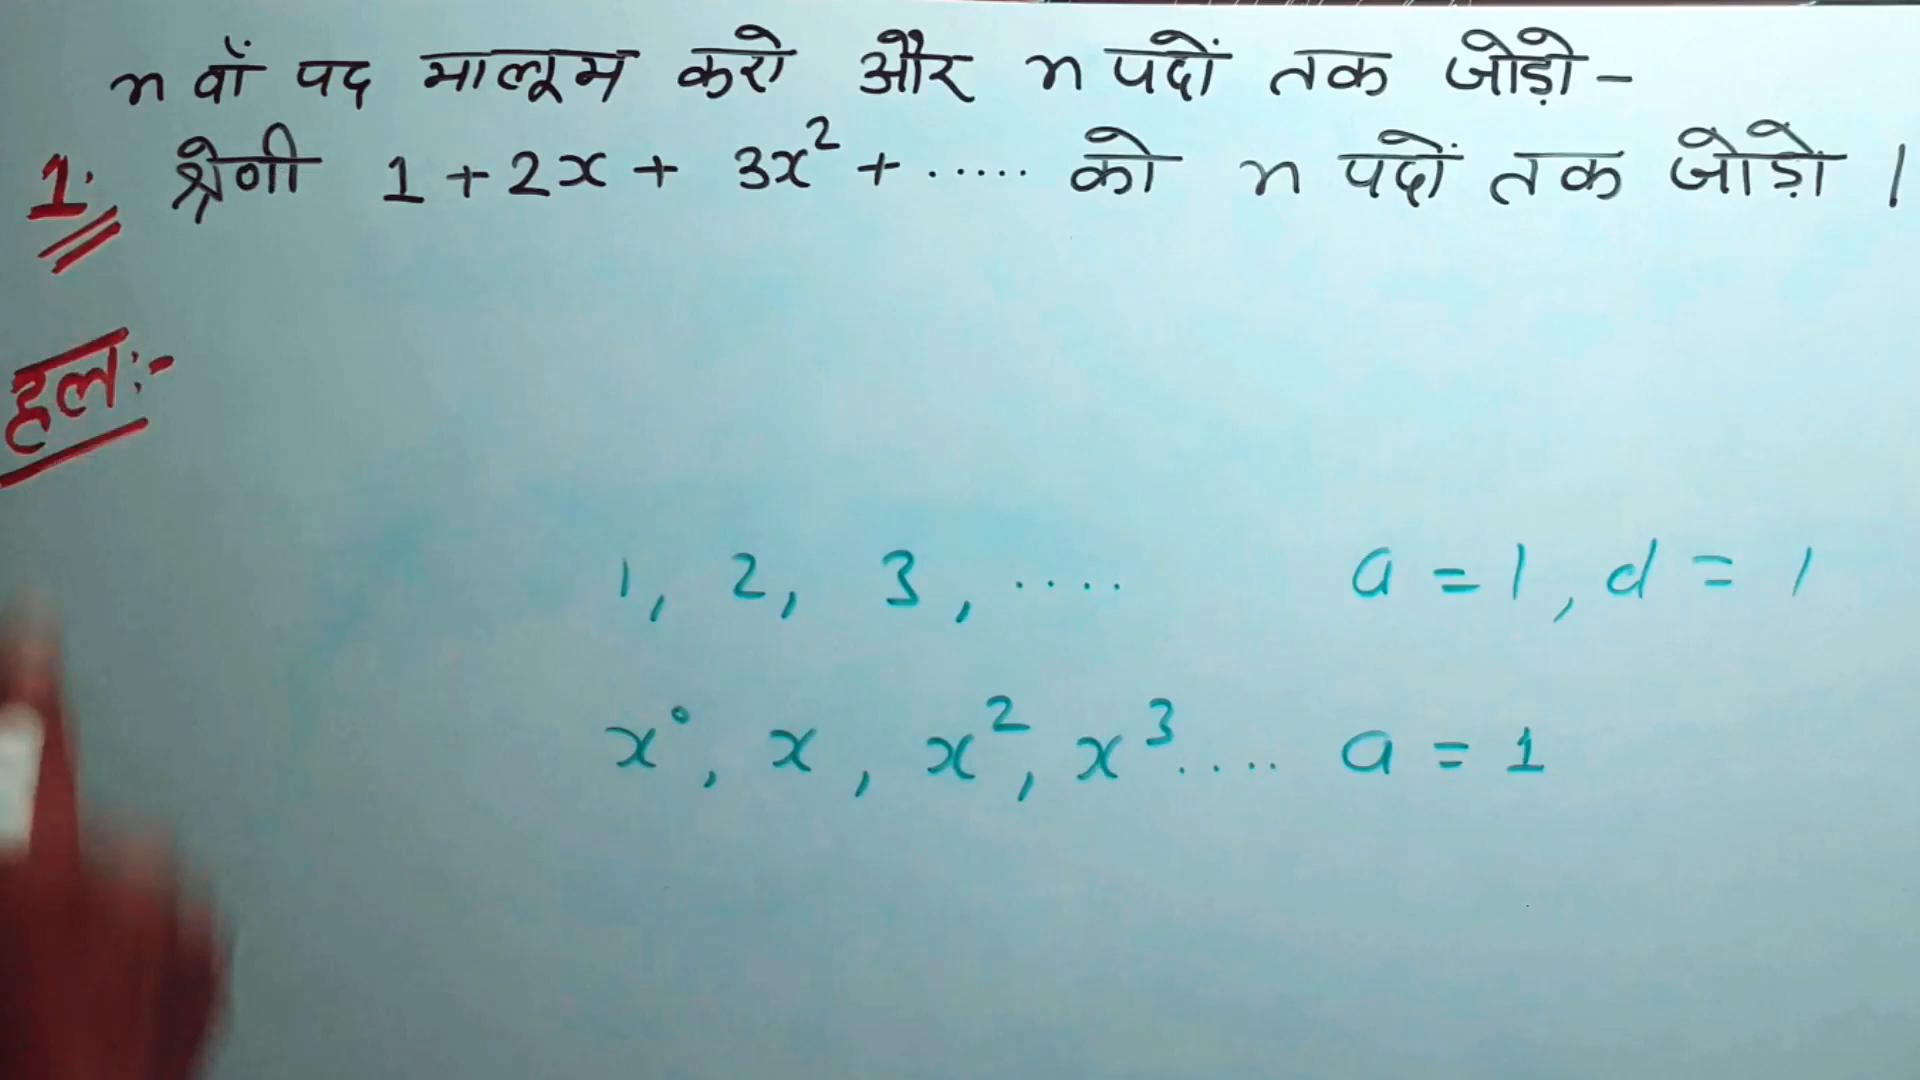 n वाँ पद मालूम करो और n पदों तक जोड़ो -
1. श्रेणी 1 + 2x + 3x² + ..... को n पदों तक जोड़ो ।
हल:-
1, 2, 3, .... a = 1, d = 1
x⁰, x, x², x³.... a = 1